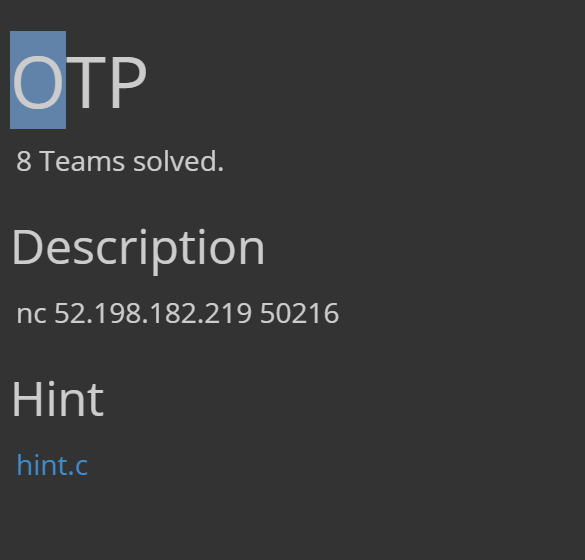 OTP
8 Teams solved.
Description
nc 52.198.182.219 50216
Hint
hint.c